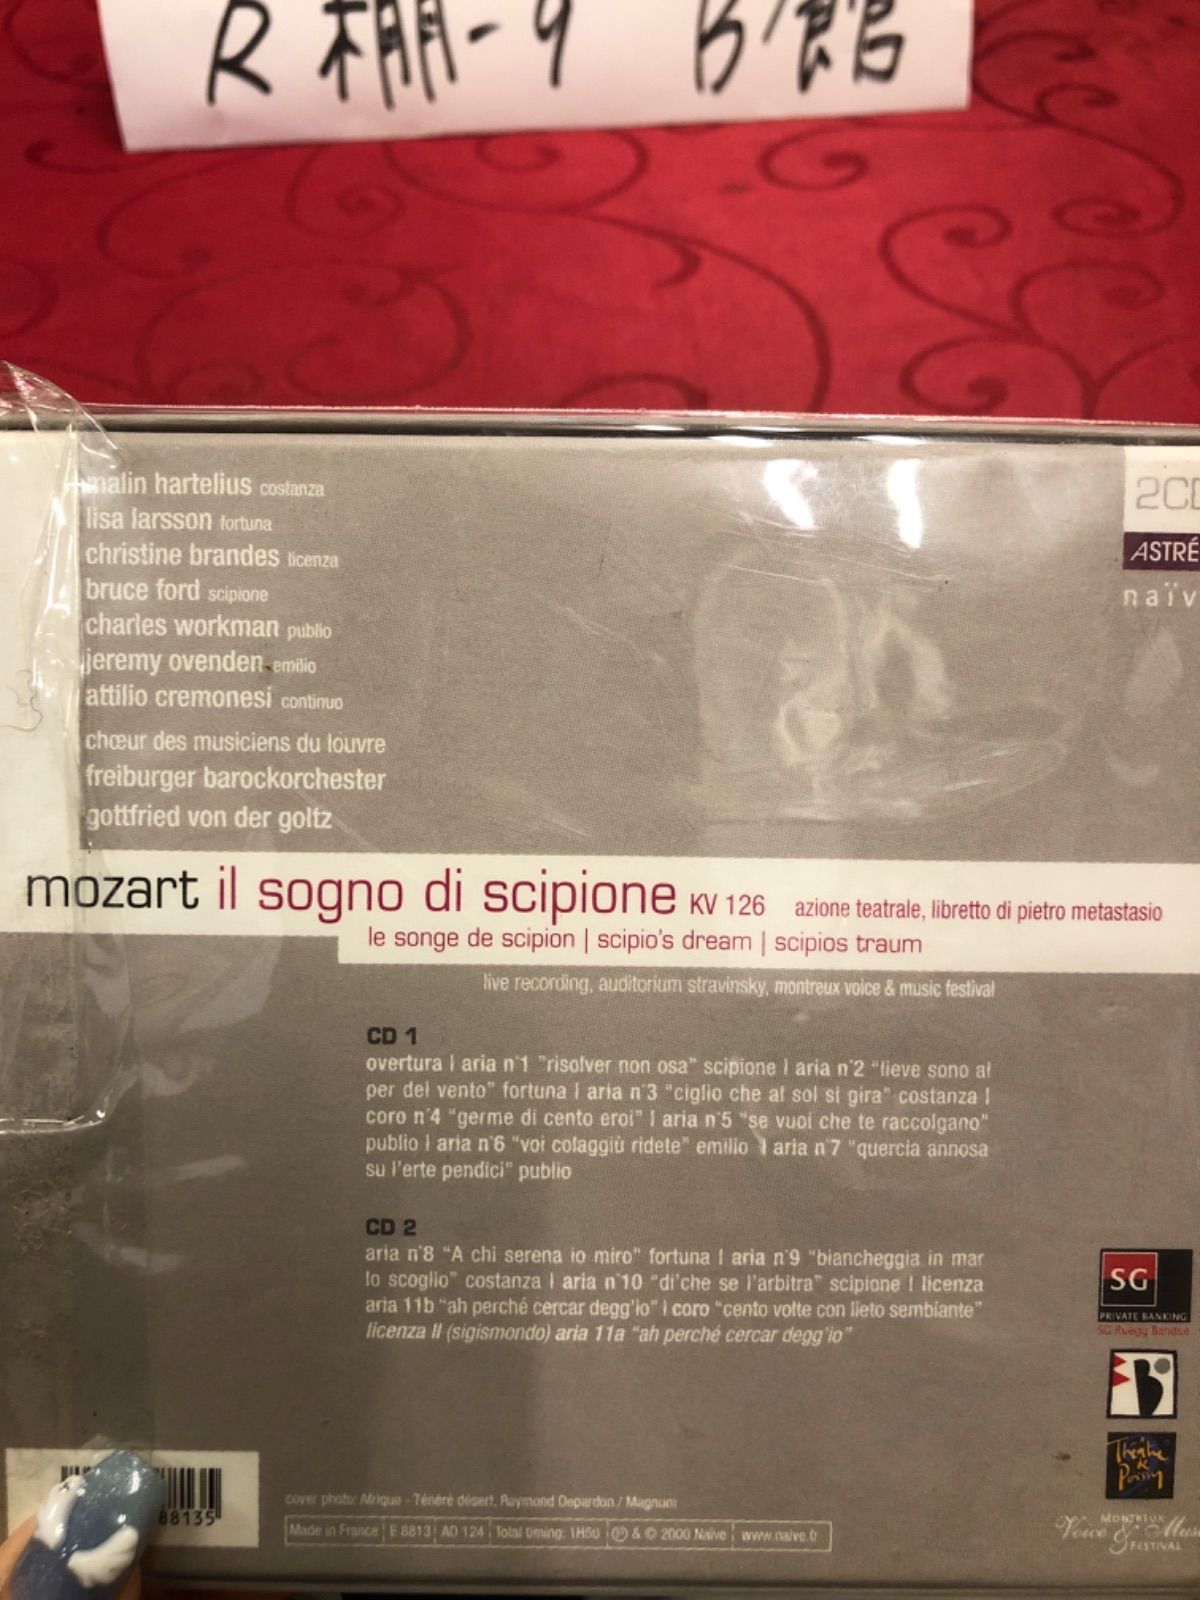 R棚-9 B館
malin hartelius costanza
lisa larsson fortuna
christine brandes licenza
bruce ford scipione
charles workman publio
jeremy ovenden emilio
attilio cremonesi continuo
chœur des musiciens du louvre
freiburger barockorchester
gottfried von der goltz
2CD
ASTRÉ
naïv
mozart il sogno di scipione KV 126 azione teatrale, libretto di pietro metastasio
le songe de scipion | scipio's dream | scipios traum
live recording, auditorium stravinsky, montreux voice & music festival
CD 1
overtura | aria n°1 "risolver non osa" scipione | aria n°2 "lieve sono al
per del vento" fortuna | aria n°3 "ciglio che al sol si gira" costanza |
coro n°4 "germe di cento eroi" | aria n°5 "se vuoi che te raccolgano"
publio | aria n°6 "voi colaggiù ridete" emilio | aria n°7 "quercia annosa
su l'erte pendici" publio
CD 2
aria n°8 "A chi serena io miro" fortuna | aria n°9 "biancheggia in mar
lo scoglio" costanza | aria n°10 "di'che se l'arbitra" scipione | licenza
aria 11b "ah perché cercar degg'io" | coro "cento volte con lieto sembiante"
licenza II (sigismondo) aria 11a "ah perché cercar degg'io"
SG
PRIVATE BANKING
SG Ruegg Banque
Théâtre de Poissy
88135
cover photo: Afrique - Ténéré désert, Raymond Depardon / Magnum
Made in France | E 8813 | AD 124 | Total timing: 1H50 | ℗ & © 2000 Naïve | www.naive.fr
MONTREUX
Voice & Mus
FESTIVAL